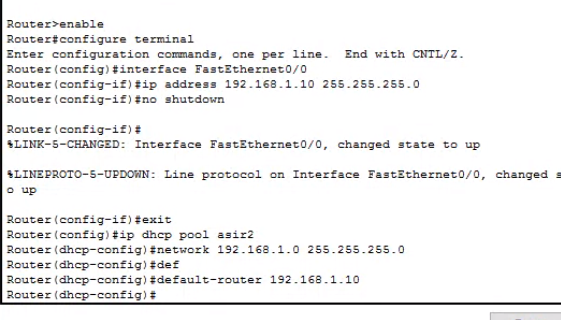 Router>enable
Router#configure terminal
Enter configuration commands, one per line.  End with CNTL/Z.
Router(config)#interface FastEthernet0/0
Router(config-if)#ip address 192.168.1.10 255.255.255.0
Router(config-if)#no shutdown
Router(config-if)#
%LINK-5-CHANGED: Interface FastEthernet0/0, changed state to up
%LINEPROTO-5-UPDOWN: Line protocol on Interface FastEthernet0/0, changed s
o up
Router(config-if)#exit
Router(config)#ip dhcp pool asir2
Router(dhcp-config)#network 192.168.1.0 255.255.255.0
Router(dhcp-config)#def
Router(dhcp-config)#default-router 192.168.1.10
Router(dhcp-config)#